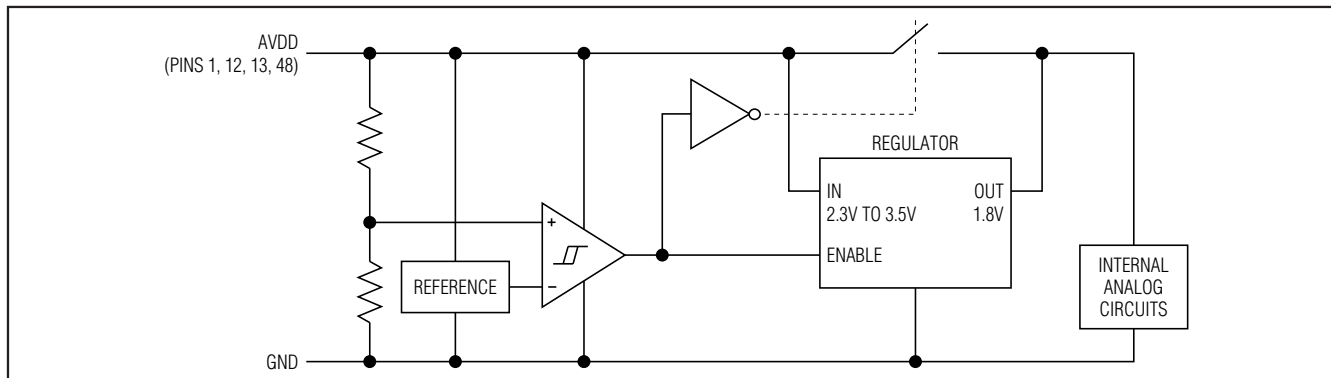 AVDD
(PINS 1, 12, 13, 48)
REGULATOR
IN
OUT
2.3V TO 3.5V
1.8V
+
ENABLE
REFERENCE
−
INTERNAL
ANALOG
CIRCUITS
GND